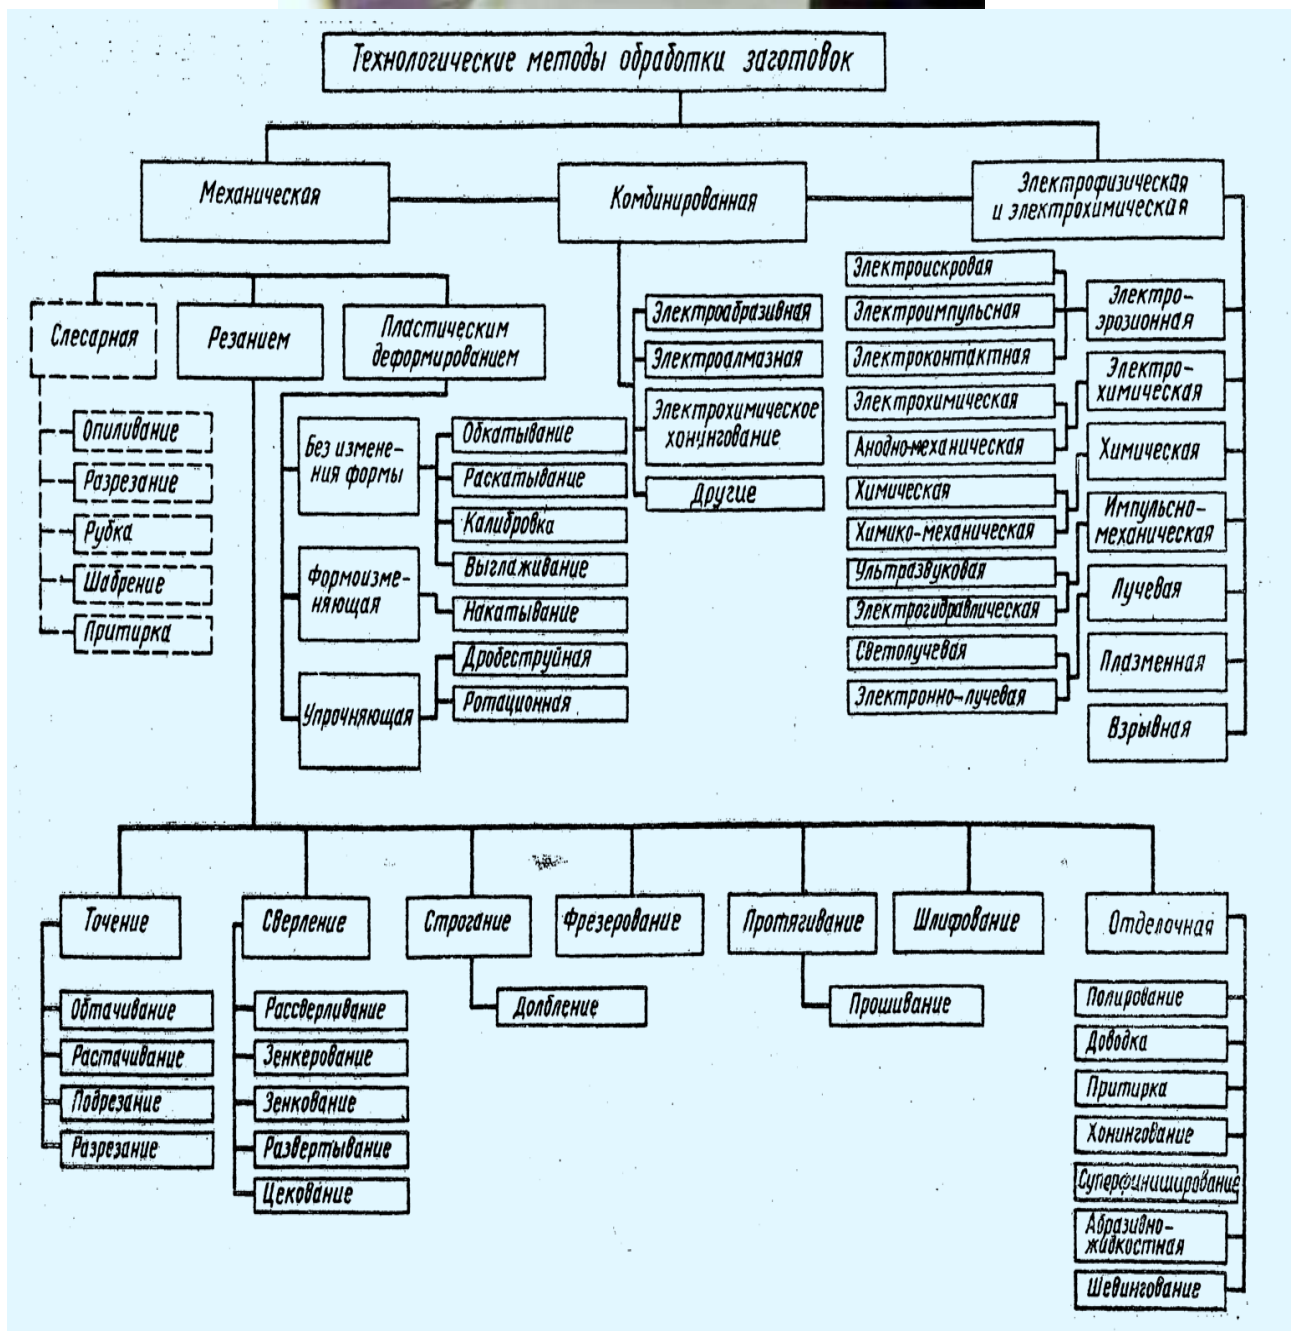 Технологические методы обработки заготовок
Механическая
Комбинированная
Электрофизическая
и электрохимическая
Слесарная
Резанием
Пластическим
деформированием
Опиливание
Разрезание
Рубка
Шабрение
Притирка
Без измене-
ния формы
Формоизме-
няющая
Упрочняющая
Обкатывание
Раскатывание
Калибровка
Выглаживание
Накатывание
Дробеструйная
Ротационная
Электроабразивная
Электроалмазная
Электрохимическое
хонингование
Другие
Электроискровая
Электроимпульсная
Электроконтактная
Электрохимическая
Анодно-механическая
Химическая
Химико-механическая
Ультразвуковая
Электрогидравлическая
Светолучевая
Электронно-лучевая
Электро-
эрозионная
Электро-
химическая
Химическая
Импульсно-
механическая
Лучевая
Плазменная
Взрывная
Точение
Обтачивание
Растачивание
Подрезание
Разрезание
Сверление
Рассверливание
Зенкерование
Зенкование
Развертывание
Цекование
Строгание
Долбление
Фрезерование
Протягивание
Прошивание
Шлифование
Отделочная
Полирование
Доводка
Притирка
Хонингование
Суперфиниширование
Абразивно-
жидкостная
Шевингование